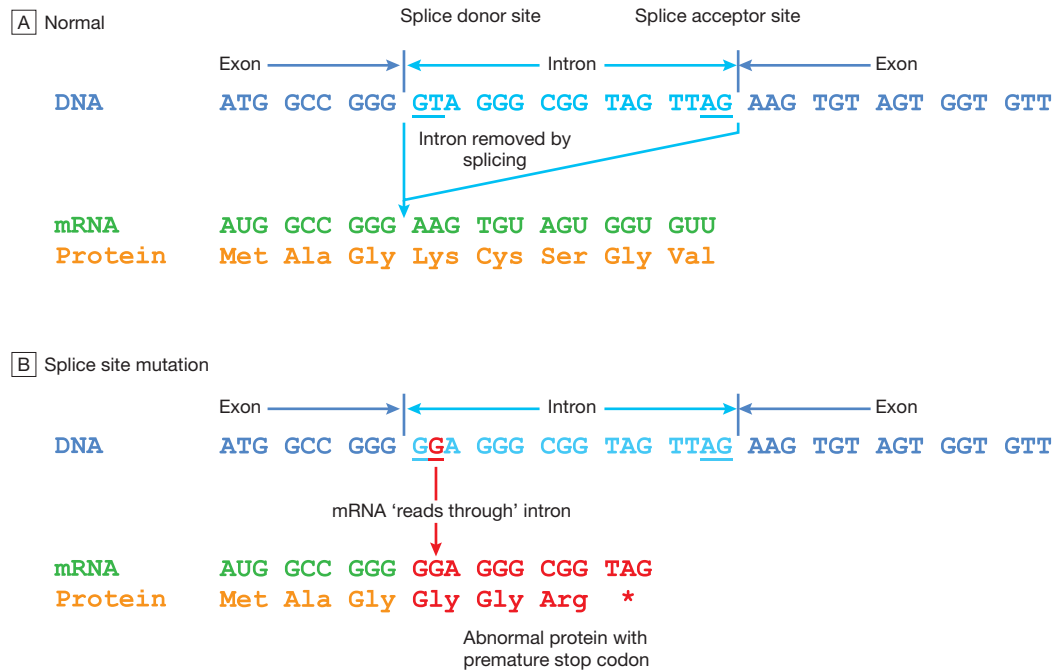 A Normal
Splice donor site Splice acceptor site
Exon Intron Exon
DNA ATG GCC GGG GTA GGG CGG TAG TTAG AAG TGT AGT GGT GTT
Intron removed by
splicing
mRNA AUG GCC GGG AAG TGU AGU GGU GUU
Protein Met Ala Gly Lys Cys Ser Gly Val
B Splice site mutation
Exon Intron Exon
DNA ATG GCC GGG GGA GGG CGG TAG TTAG AAG TGT AGT GGT GTT
mRNA ‘reads through’ intron
mRNA AUG GCC GGG GGA GGG CGG TAG
Protein Met Ala Gly Gly Gly Arg *
Abnormal protein with
premature stop codon